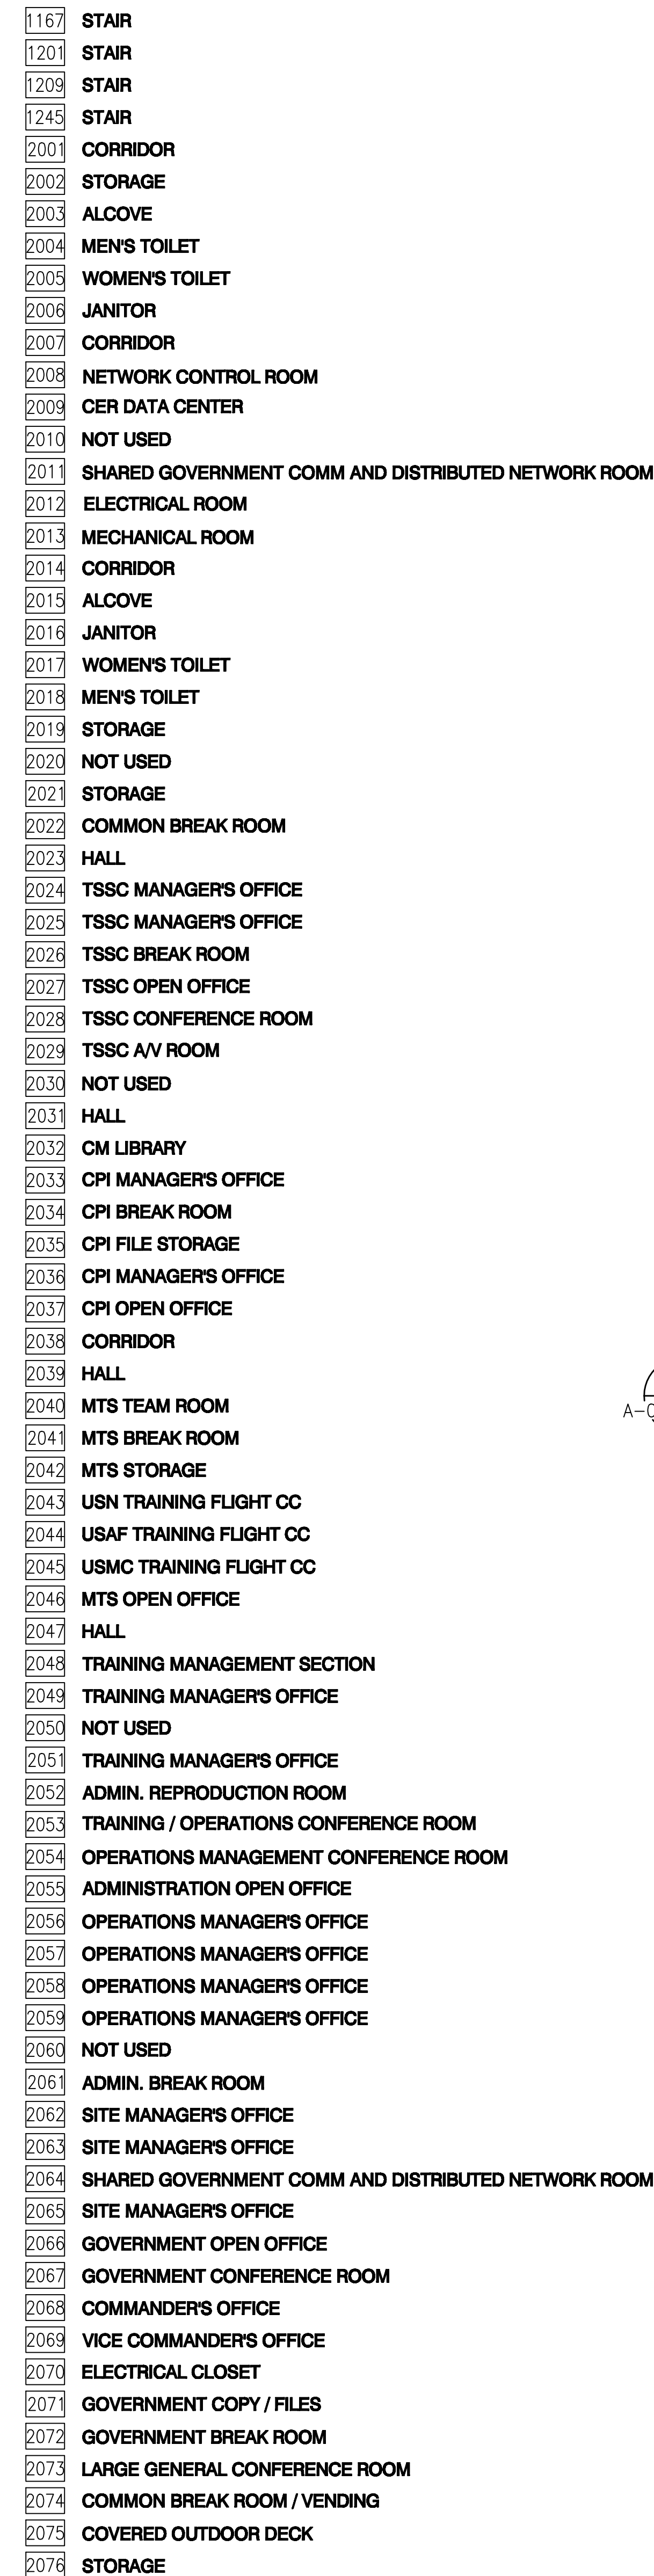 1167 STAIR
1201 STAIR
1209 STAIR
1245 STAIR
2001 CORRIDOR
2002 STORAGE
2003 ALCOVE
2004 MEN'S TOILET
2005 WOMEN'S TOILET
2006 JANITOR
2007 CORRIDOR
2008 NETWORK CONTROL ROOM
2009 CER DATA CENTER
2010 NOT USED
2011 SHARED GOVERNMENT COMM AND DISTRIBUTED NETWORK ROOM
2012 ELECTRICAL ROOM
2013 MECHANICAL ROOM
2014 CORRIDOR
2015 ALCOVE
2016 JANITOR
2017 WOMEN'S TOILET
2018 MEN'S TOILET
2019 STORAGE
2020 NOT USED
2021 STORAGE
2022 COMMON BREAK ROOM
2023 HALL
2024 TSSC MANAGER'S OFFICE
2025 TSSC MANAGER'S OFFICE
2026 TSSC BREAK ROOM
2027 TSSC OPEN OFFICE
2028 TSSC CONFERENCE ROOM
2029 TSSC A/V ROOM
2030 NOT USED
2031 HALL
2032 CM LIBRARY
2033 CPI MANAGER'S OFFICE
2034 CPI BREAK ROOM
2035 CPI FILE STORAGE
2036 CPI MANAGER'S OFFICE
2037 CPI OPEN OFFICE
2038 CORRIDOR
2039 HALL
2040 MTS TEAM ROOM
A-
2041 MTS BREAK ROOM
2042 MTS STORAGE
2043 USN TRAINING FLIGHT CC
2044 USAF TRAINING FLIGHT CC
2045 USMC TRAINING FLIGHT CC
2046 MTS OPEN OFFICE
2047 HALL
2048 TRAINING MANAGEMENT SECTION
2049 TRAINING MANAGER'S OFFICE
2050 NOT USED
2051 TRAINING MANAGER'S OFFICE
2052 ADMIN. REPRODUCTION ROOM
2053 TRAINING / OPERATIONS CONFERENCE ROOM
2054 OPERATIONS MANAGEMENT CONFERENCE ROOM
2055 ADMINISTRATION OPEN OFFICE
2056 OPERATIONS MANAGER'S OFFICE
2057 OPERATIONS MANAGER'S OFFICE
2058 OPERATIONS MANAGER'S OFFICE
2059 OPERATIONS MANAGER'S OFFICE
2060 NOT USED
2061 ADMIN. BREAK ROOM
2062 SITE MANAGER'S OFFICE
2063 SITE MANAGER'S OFFICE
2064 SHARED GOVERNMENT COMM AND DISTRIBUTED NETWORK ROOM
2065 SITE MANAGER'S OFFICE
2066 GOVERNMENT OPEN OFFICE
2067 GOVERNMENT CONFERENCE ROOM
2068 COMMANDER'S OFFICE
2069 VICE COMMANDER'S OFFICE
2070 ELECTRICAL CLOSET
2071 GOVERNMENT COPY / FILES
2072 GOVERNMENT BREAK ROOM
2073 LARGE GENERAL CONFERENCE ROOM
2074 COMMON BREAK ROOM / VENDING
2075 COVERED OUTDOOR DECK
2076 STORAGE